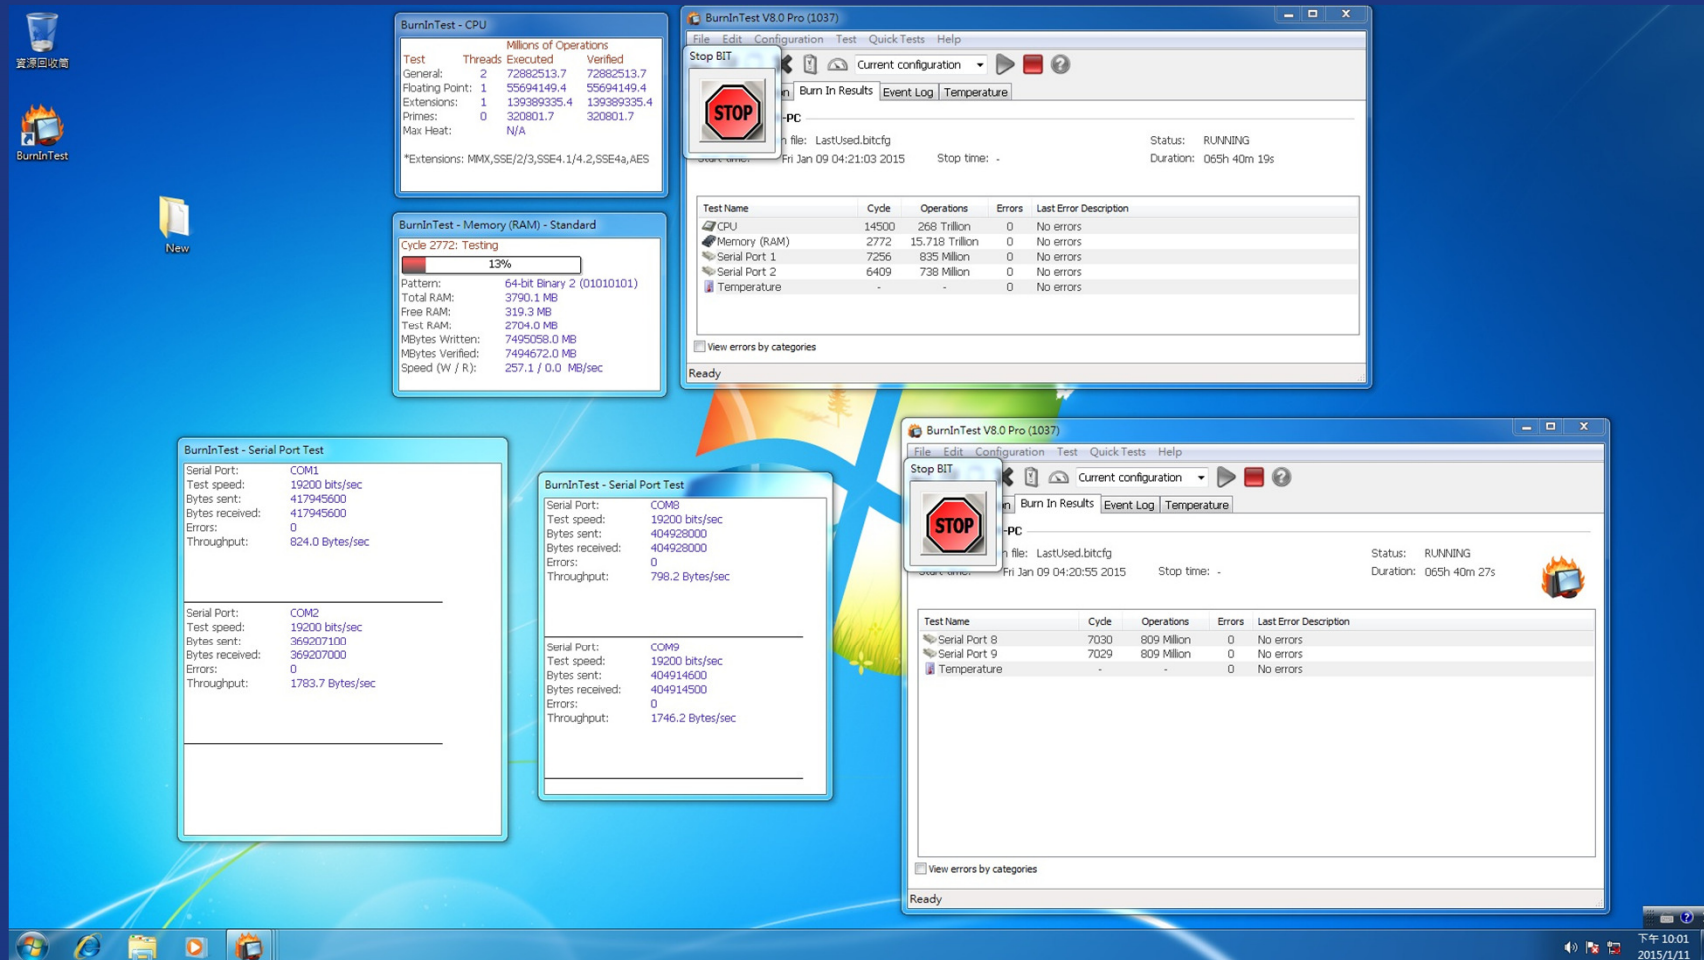 資源回收筒
BurnInTest
New
BurnInTest - CPU
Millions of Operations
Test Threads Executed Verified
General: 2 72882513.7 72882513.7
Floating Point: 1 55694149.4 55694149.4
Extensions: 1 139389335.4 139389335.4
Primes: 0 320801.7 320801.7
Max Heat: N/A
*Extensions: MMX,SSE/2/3,SSE4.1/4.2,SSE4a,AES
BurnInTest - Memory (RAM) - Standard
Cycle 2772: Testing
13%
Pattern: 64-bit Binary 2 (01010101)
Total RAM: 3790.1 MB
Free RAM: 319.3 MB
Test RAM: 2704.0 MB
MBytes Written: 7495058.0 MB
MBytes Verified: 7494672.0 MB
Speed (W / R): 257.1 / 0.0 MB/sec
BurnInTest V8.0 Pro (1037)
File Edit Configuration Test Quick Tests Help
Stop BIT
STOP
Current configuration
Burn In Results Event Log Temperature
-PC
file: LastUsed.bitcfg Status: RUNNING
Start time: Fri Jan 09 04:21:03 2015 Stop time: - Duration: 065h 40m 19s
Test Name Cycle Operations Errors Last Error Description
CPU 14500 268 Trillion 0 No errors
Memory (RAM) 2772 15.718 Trillion 0 No errors
Serial Port 1 7256 835 Million 0 No errors
Serial Port 2 6409 738 Million 0 No errors
Temperature - - 0 No errors
View errors by categories
Ready
BurnInTest - Serial Port Test
Serial Port: COM1
Test speed: 19200 bits/sec
Bytes sent: 417945600
Bytes received: 417945600
Errors: 0
Throughput: 824.0 Bytes/sec
Serial Port: COM2
Test speed: 19200 bits/sec
Bytes sent: 369207100
Bytes received: 369207000
Errors: 0
Throughput: 1783.7 Bytes/sec
BurnInTest - Serial Port Test
Serial Port: COM8
Test speed: 19200 bits/sec
Bytes sent: 404928000
Bytes received: 404928000
Errors: 0
Throughput: 798.2 Bytes/sec
Serial Port: COM9
Test speed: 19200 bits/sec
Bytes sent: 404914600
Bytes received: 404914500
Errors: 0
Throughput: 1746.2 Bytes/sec
BurnInTest V8.0 Pro (1037)
File Edit Configuration Test Quick Tests Help
Stop BIT
STOP
Current configuration
Burn In Results Event Log Temperature
-PC
file: LastUsed.bitcfg Status: RUNNING
Start time: Fri Jan 09 04:20:55 2015 Stop time: - Duration: 065h 40m 27s
Test Name Cycle Operations Errors Last Error Description
Serial Port 8 7030 809 Million 0 No errors
Serial Port 9 7029 809 Million 0 No errors
Temperature - - 0 No errors
View errors by categories
Ready
下午 10:01
2015/1/11